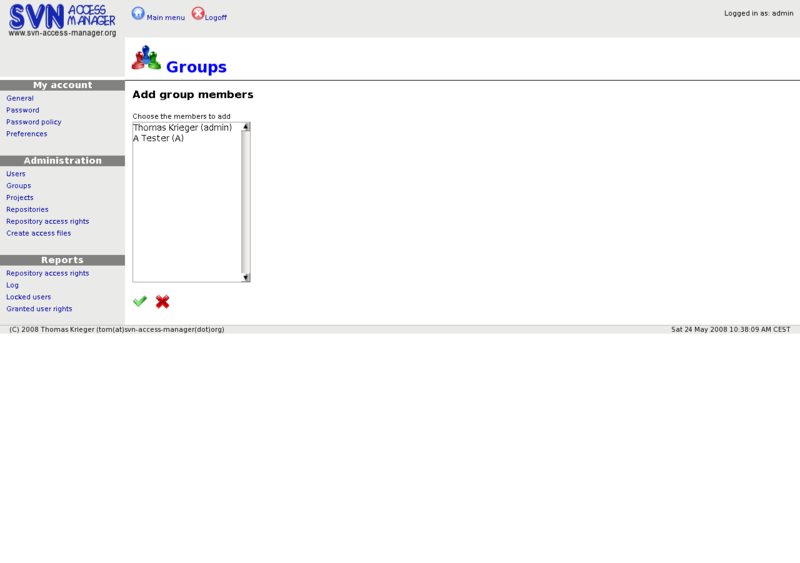 SVN ACCESS MANAGER
www.svn-access-manager.org
Main menu
Logoff
Logged in as: admin
Groups
My account
General
Password
Password policy
Preferences
Administration
Users
Groups
Projects
Repositories
Repository access rights
Create access files
Reports
Repository access rights
Log
Locked users
Granted user rights
Add group members
Choose the members to add
Thomas Krieger (admin)
A Tester (A)
(C) 2008 Thomas Krieger (tom(at)svn-access-manager(dot)org)
Sat 24 May 2008 10:38:09 AM CEST